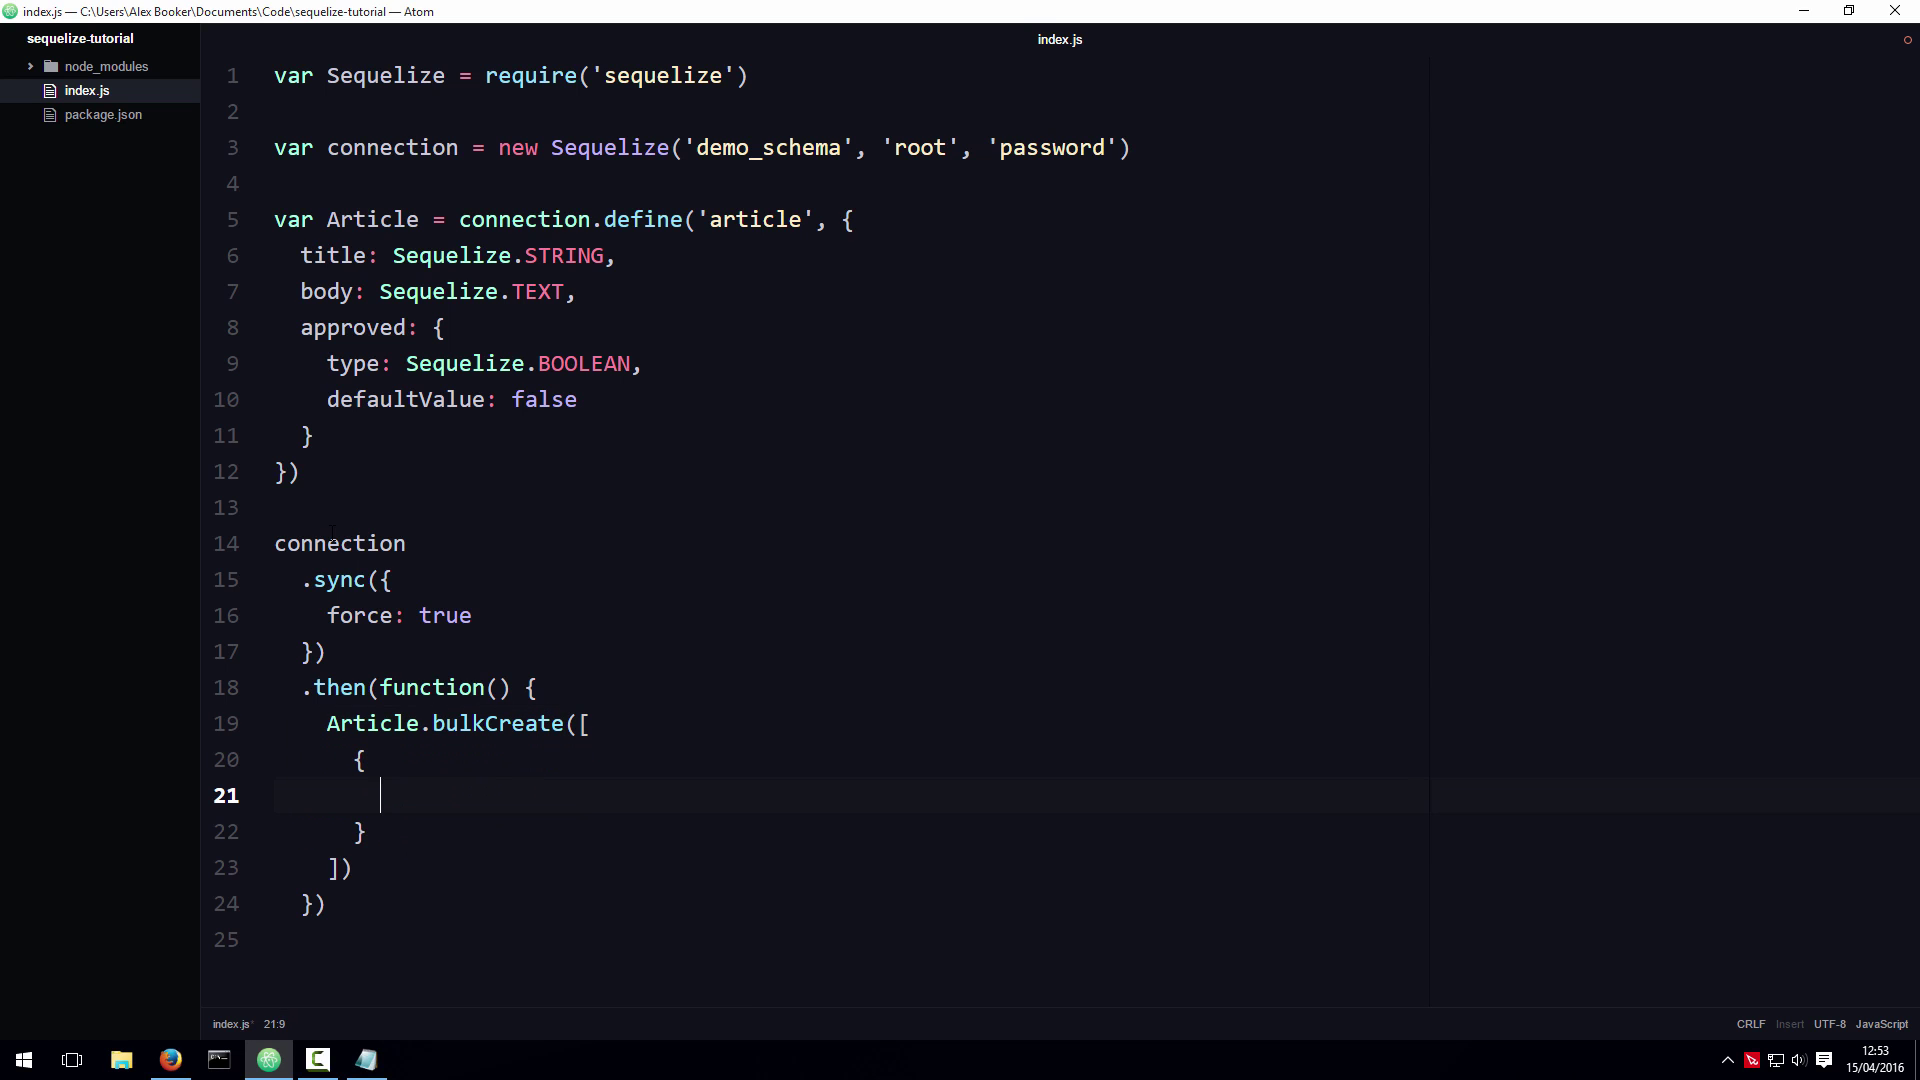 index.js — C:\Users\Alex Booker\Documents\Code\sequelize-tutorial — Atom
sequelize-tutorial
node_modules
index.js
package.json
index.js
1 var Sequelize = require('sequelize')
2
3 var connection = new Sequelize('demo_schema', 'root', 'password')
4
5 var Article = connection.define('article', {
6   title: Sequelize.STRING,
7   body: Sequelize.TEXT,
8   approved: {
9     type: Sequelize.BOOLEAN,
10     defaultValue: false
11   }
12 })
13
14 connection
15   .sync({
16     force: true
17   })
18   .then(function() {
19     Article.bulkCreate([
20       {
21
22       }
23     ])
24   })
25
index.js* 21:9 CRLF Insert UTF-8 JavaScript
12:53
15/04/2016